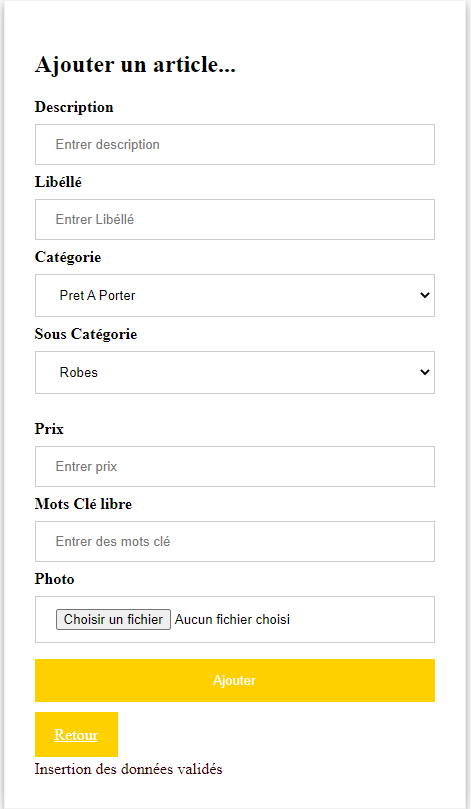 Ajouter un article...
Description
Entrer description
Libéllé
Entrer Libéllé
Catégorie
Pret A Porter
Sous Catégorie
Robes
Prix
Entrer prix
Mots Clé libre
Entrer des mots clé
Photo
Choisir un fichier Aucun fichier choisi
Ajouter
Retour
Insertion des données validés